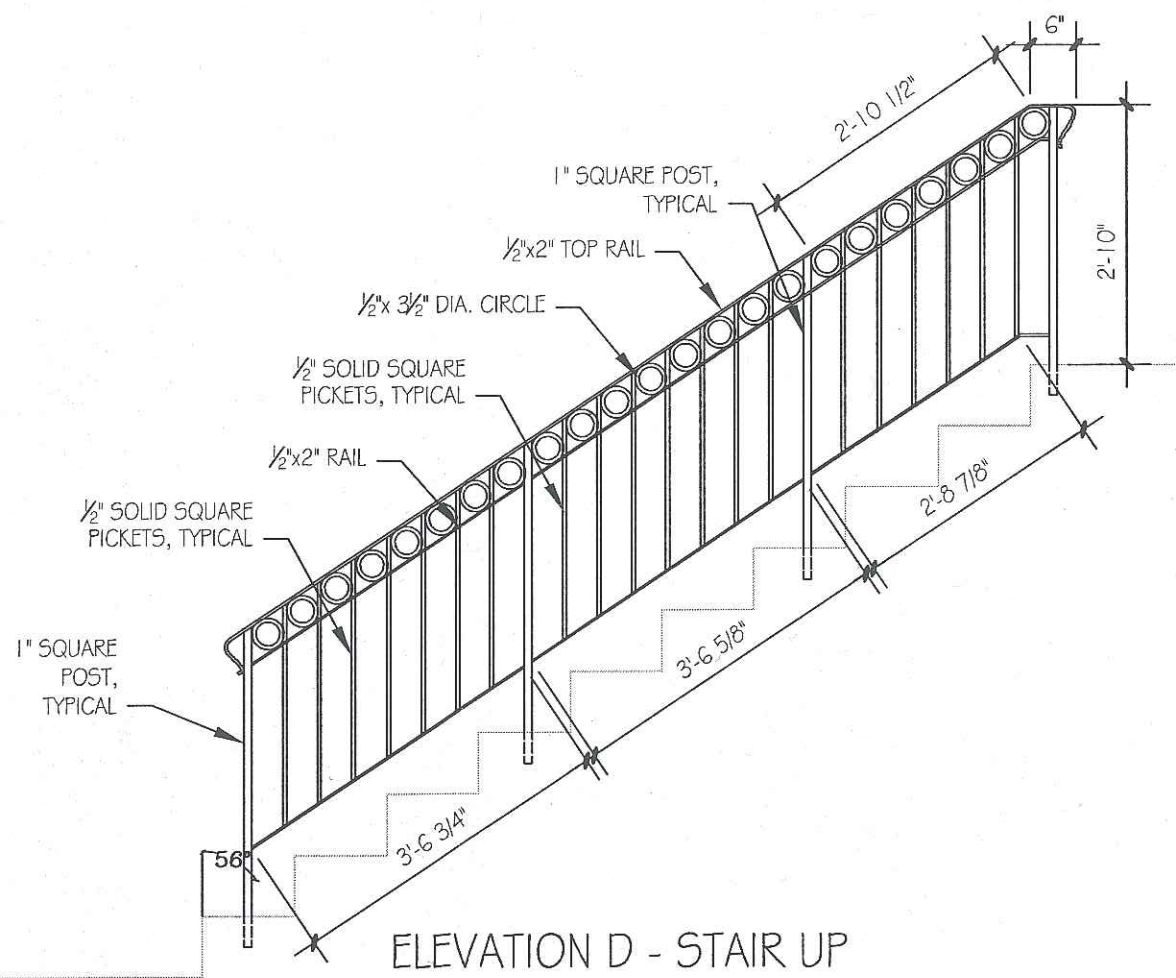 6"
2'-10 1/2"
1" SQUARE POST,
TYPICAL
2'-10"
½"x2" TOP RAIL
½"x 3½" DIA. CIRCLE
½" SOLID SQUARE
PICKETS, TYPICAL
½"x2" RAIL
2'-8 7/8"
½" SOLID SQUARE
PICKETS, TYPICAL
3'-6 5/8"
1" SQUARE
POST,
TYPICAL
3'-6 3/4"
56°
ELEVATION D - STAIR UP